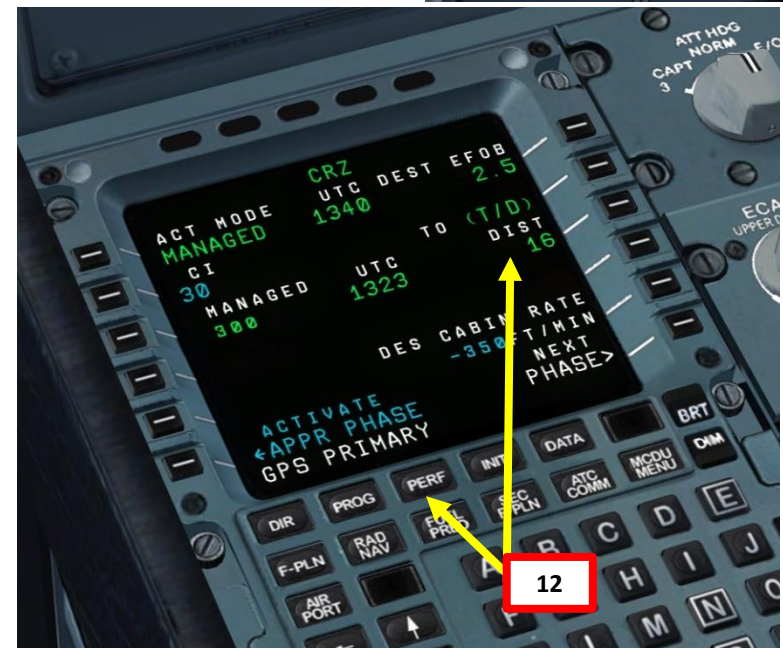 CRZ
ACT MODE UTC DEST EFOB
MANAGED 1340 2.5
CI
30 TO (T/D)
MANAGED UTC DIST
300 1323 16
DES CABIN RATE
-350FT/MIN
NEXT
PHASE>
ACTIVATE
←APPR PHASE
GPS PRIMARY
ATT HDG
NORM
CAPT
3
F/O
ECA
UPPER D
BRT
DIM
DIR PROG PERF INIT DATA
F-PLN RAD NAV FUEL PRED SEC F-PLN ATC COMM MCDU MENU
AIR PORT
A B C D E
F H I J
M N O
12